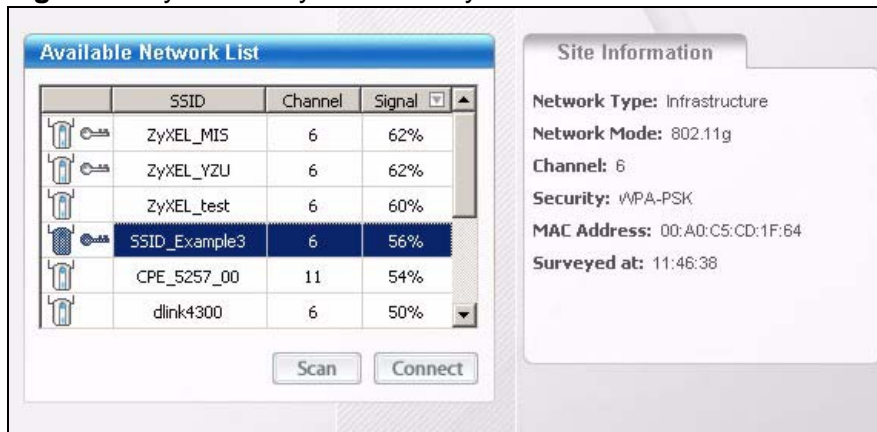 Available Network List
SSID Channel Signal
ZyXEL_MIS 6 62%
ZyXEL_YZU 6 62%
ZyXEL_test 6 60%
SSID_Example3 6 56%
CPE_5257_00 11 54%
dlink4300 6 50%
Scan Connect
Site Information
Network Type: Infrastructure
Network Mode: 802.11g
Channel: 6
Security: WPA-PSK
MAC Address: 00:A0:C5:CD:1F:64
Surveyed at: 11:46:38